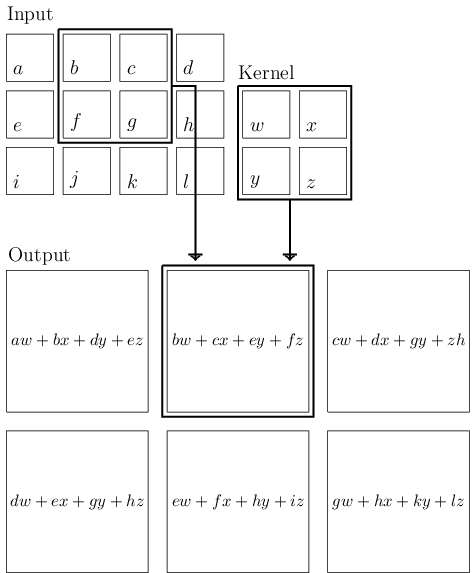 Input
a b c d
Kernel
e f g h
w x
i j k l
y z
Output
aw + bx + dy + ez bw + cx + ey + fz cw + dx + gy + zh
dw + ex + gy + hz ew + fx + hy + iz gw + hx + ky + lz